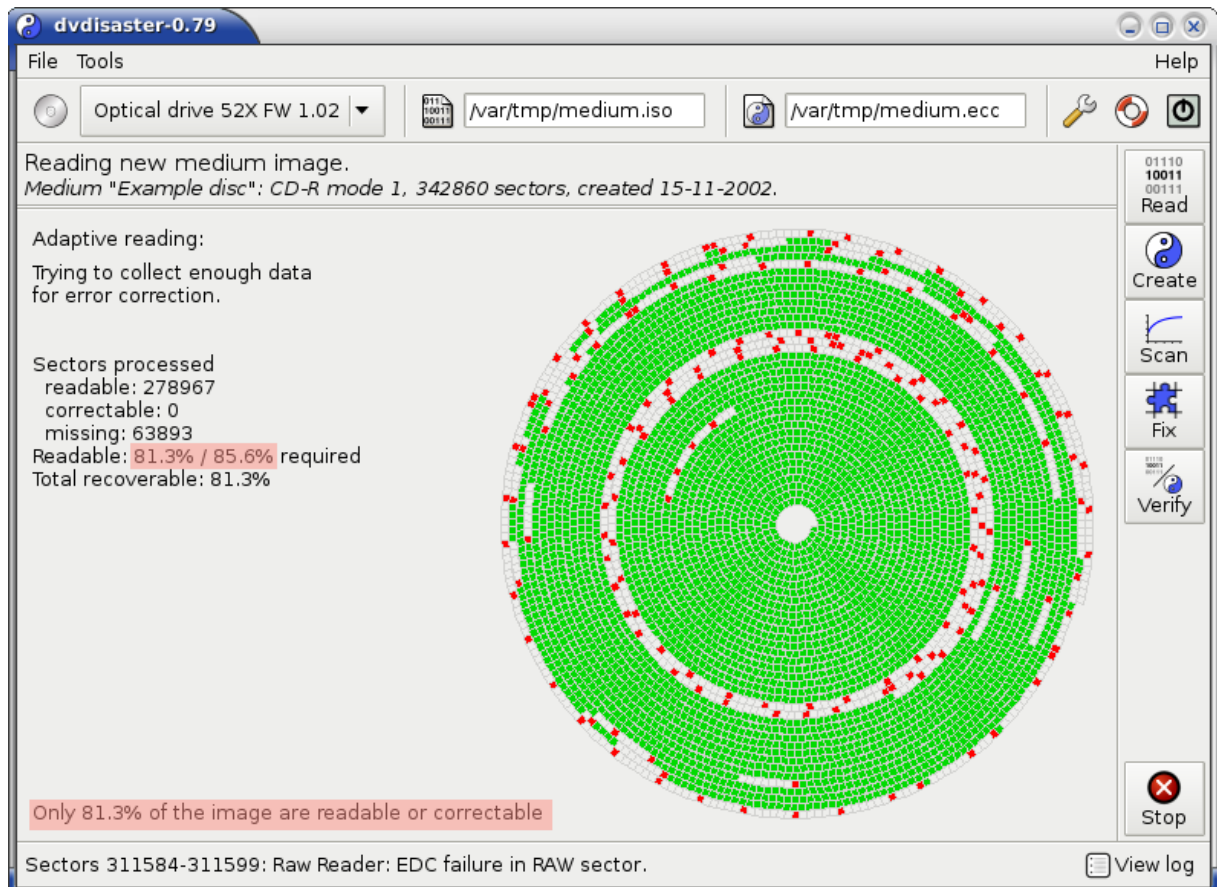 dvdisaster-0.79
File Tools Help
Optical drive 52X FW 1.02 /var/tmp/medium.iso /var/tmp/medium.ecc
Reading new medium image.
Medium "Example disc": CD-R mode 1, 342860 sectors, created 15-11-2002.
01110
10011
00111
Read
Adaptive reading:
Trying to collect enough data
for error correction.
Create
Sectors processed
readable: 278967
correctable: 0
missing: 63893
Readable: 81.3% / 85.6% required
Total recoverable: 81.3%
Scan
Fix
Verify
Only 81.3% of the image are readable or correctable
Stop
Sectors 311584-311599: Raw Reader: EDC failure in RAW sector.
View log